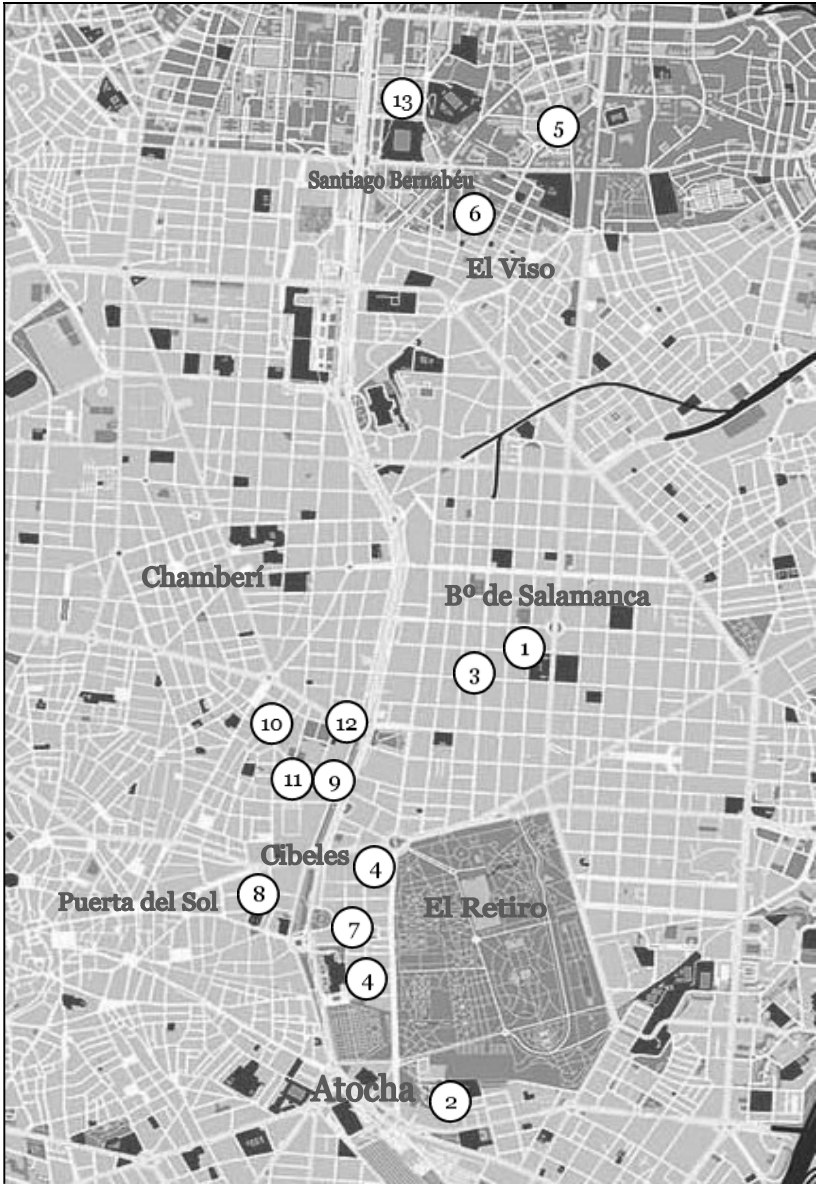 13
5
Santiago Bernabéu
6
El Viso
Chamberí
Bº de Salamanca
1
3
10
12
11
9
Cibeles
4
8
Puerta del Sol
El Retiro
7
4
Atocha
2